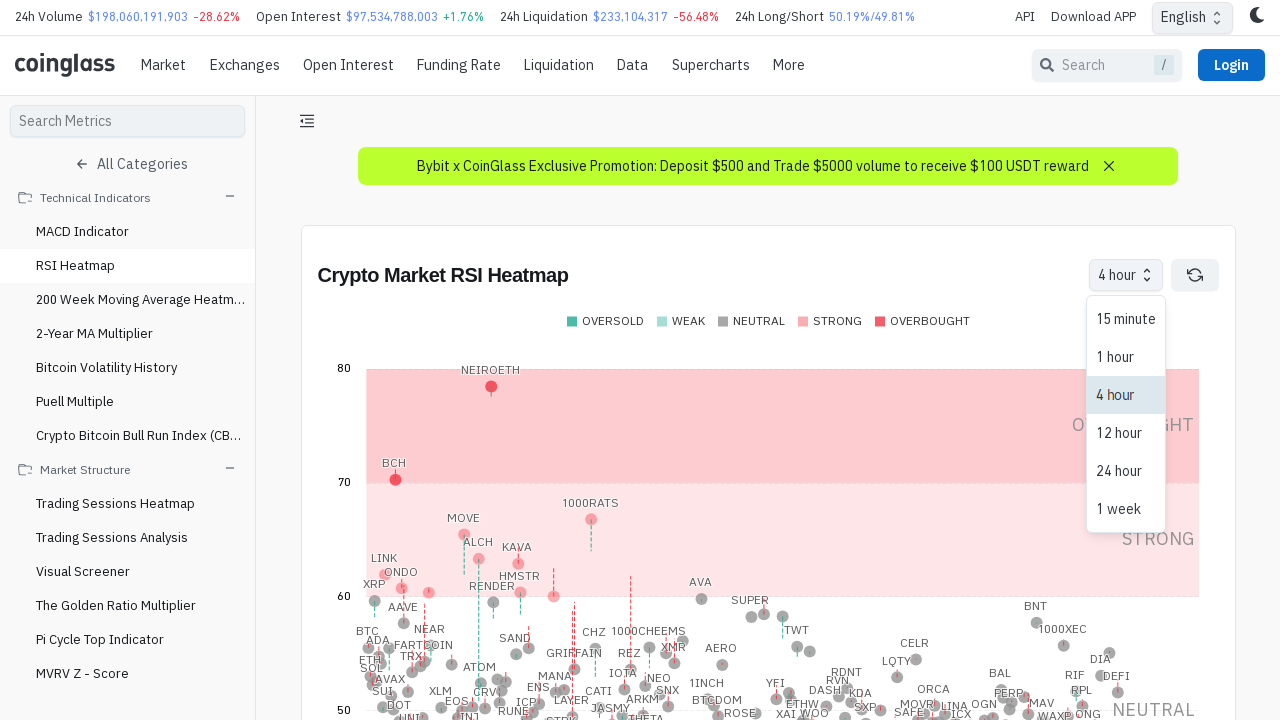 24h Volume $198,060,191,903 -28.62% Open Interest $97,534,788,003 +1.76% 24h Liquidation $233,104,317 -56.48% 24h Long/Short 50.19%/49.81% API Download APP English
coinglass Market Exchanges Open Interest Funding Rate Liquidation Data Supercharts More Search / Login
Search Metrics
All Categories
Technical Indicators
MACD Indicator
RSI Heatmap
200 Week Moving Average Heatm...
2-Year MA Multiplier
Bitcoin Volatility History
Puell Multiple
Crypto Bitcoin Bull Run Index (CB...
Market Structure
Trading Sessions Heatmap
Trading Sessions Analysis
Visual Screener
The Golden Ratio Multiplier
Pi Cycle Top Indicator
MVRV Z - Score
Bybit x CoinGlass Exclusive Promotion: Deposit $500 and Trade $5000 volume to receive $100 USDT reward
Crypto Market RSI Heatmap
4 hour
15 minute
1 hour
4 hour
12 hour
24 hour
1 week
OVERSOLD WEAK NEUTRAL STRONG OVERBOUGHT
80
NEIROETH
BCH
70
1000RATS
MOVE
STRONG
ALCH
KAVA
LINK
ONDO
HMSTR
XRP
RENDER
AVA
60
SUPER
AAVE
BNT
BTC
NEAR
SAND
CHZ
1000CHEEMS
TWT
1000XEC
ADA
FARTCOIN
CELR
TRX
GRIFFAIN
REZ
XMR
AERO
ETH
LQTY
DIA
SOL
ATOM
IOTA
RDNT
AVAX
MANA
NEO
1INCH
YFI
RVN
BAL
RIF
DEFI
SUI
XLM
CRV
ENS
CATI
SNX
DASH
KDA
ORCA
PERP
RPL
DOT
EOS
ICP
LAYER
ARKM
BTCDOM
ETHW
SXP
MOVR
LINA
OGN
MAV
UNI
INJ
RUNE
JASMY
THETA
ROSE
XAI
WOO
SAFE
WAXP
50
NEUTRAL